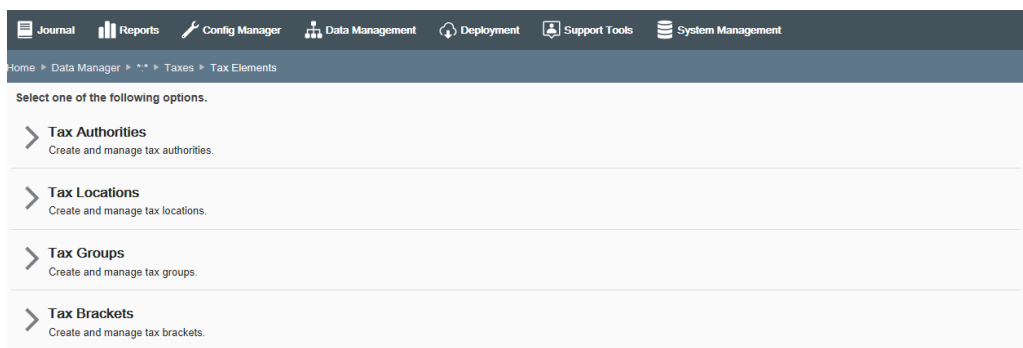 Journal Reports Config Manager Data Management Deployment Support Tools System Management
Home ▸ Data Manager ▸ *:* ▸ Taxes ▸ Tax Elements
Select one of the following options.
Tax Authorities
Create and manage tax authorities.
Tax Locations
Create and manage tax locations.
Tax Groups
Create and manage tax groups.
Tax Brackets
Create and manage tax brackets.